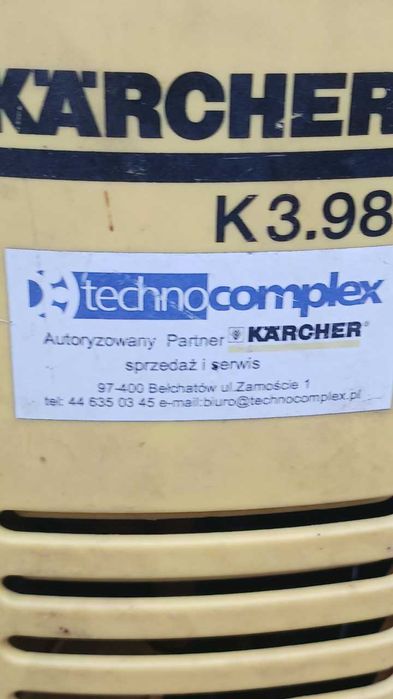 KÄRCHER
K 3.98
technocomplex
Autoryzowany Partner KÄRCHER®
sprzedaż i serwis
97-400 Bełchatów ul.Zamoście 1
tel: 44 635 03 45 e-mail:biuro@technocomplex.pl